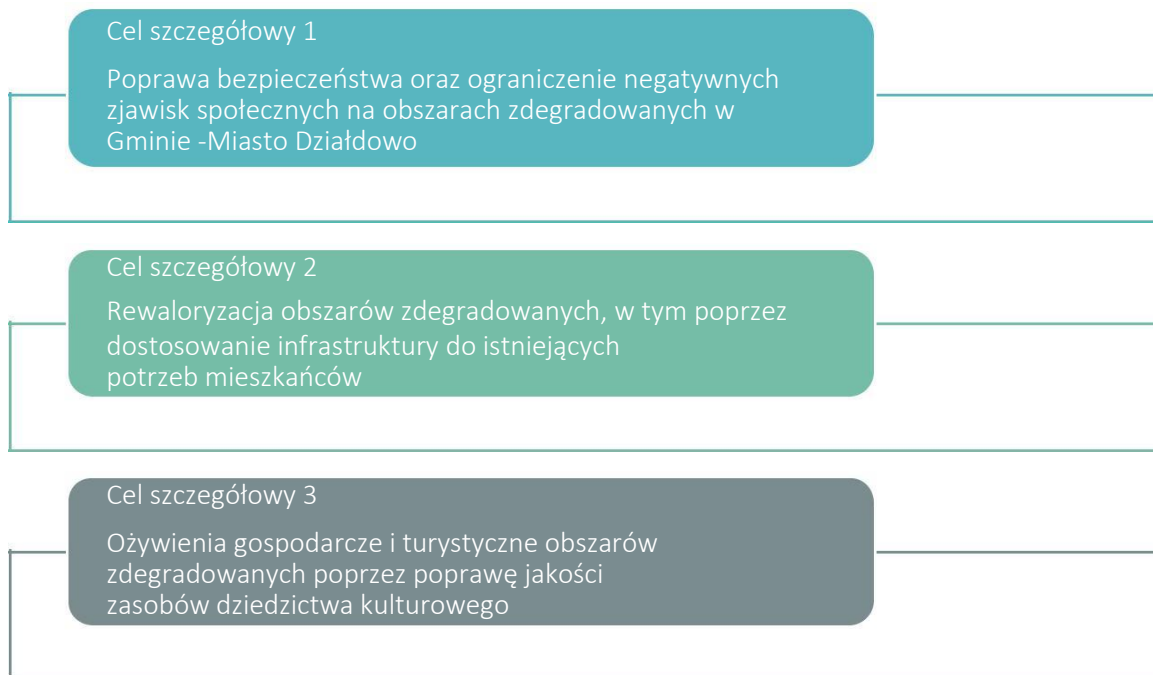 Cel szczegółowy 1
Poprawa bezpieczeństwa oraz ograniczenie negatywnych
zjawisk społecznych na obszarach zdegradowanych w
Gminie -Miasto Działdowo
Cel szczegółowy 2
Rewaloryzacja obszarów zdegradowanych, w tym poprzez
dostosowanie infrastruktury do istniejących
potrzeb mieszkańców
Cel szczegółowy 3
Ożywienia gospodarcze i turystyczne obszarów
zdegradowanych poprzez poprawę jakości
zasobów dziedzictwa kulturowego